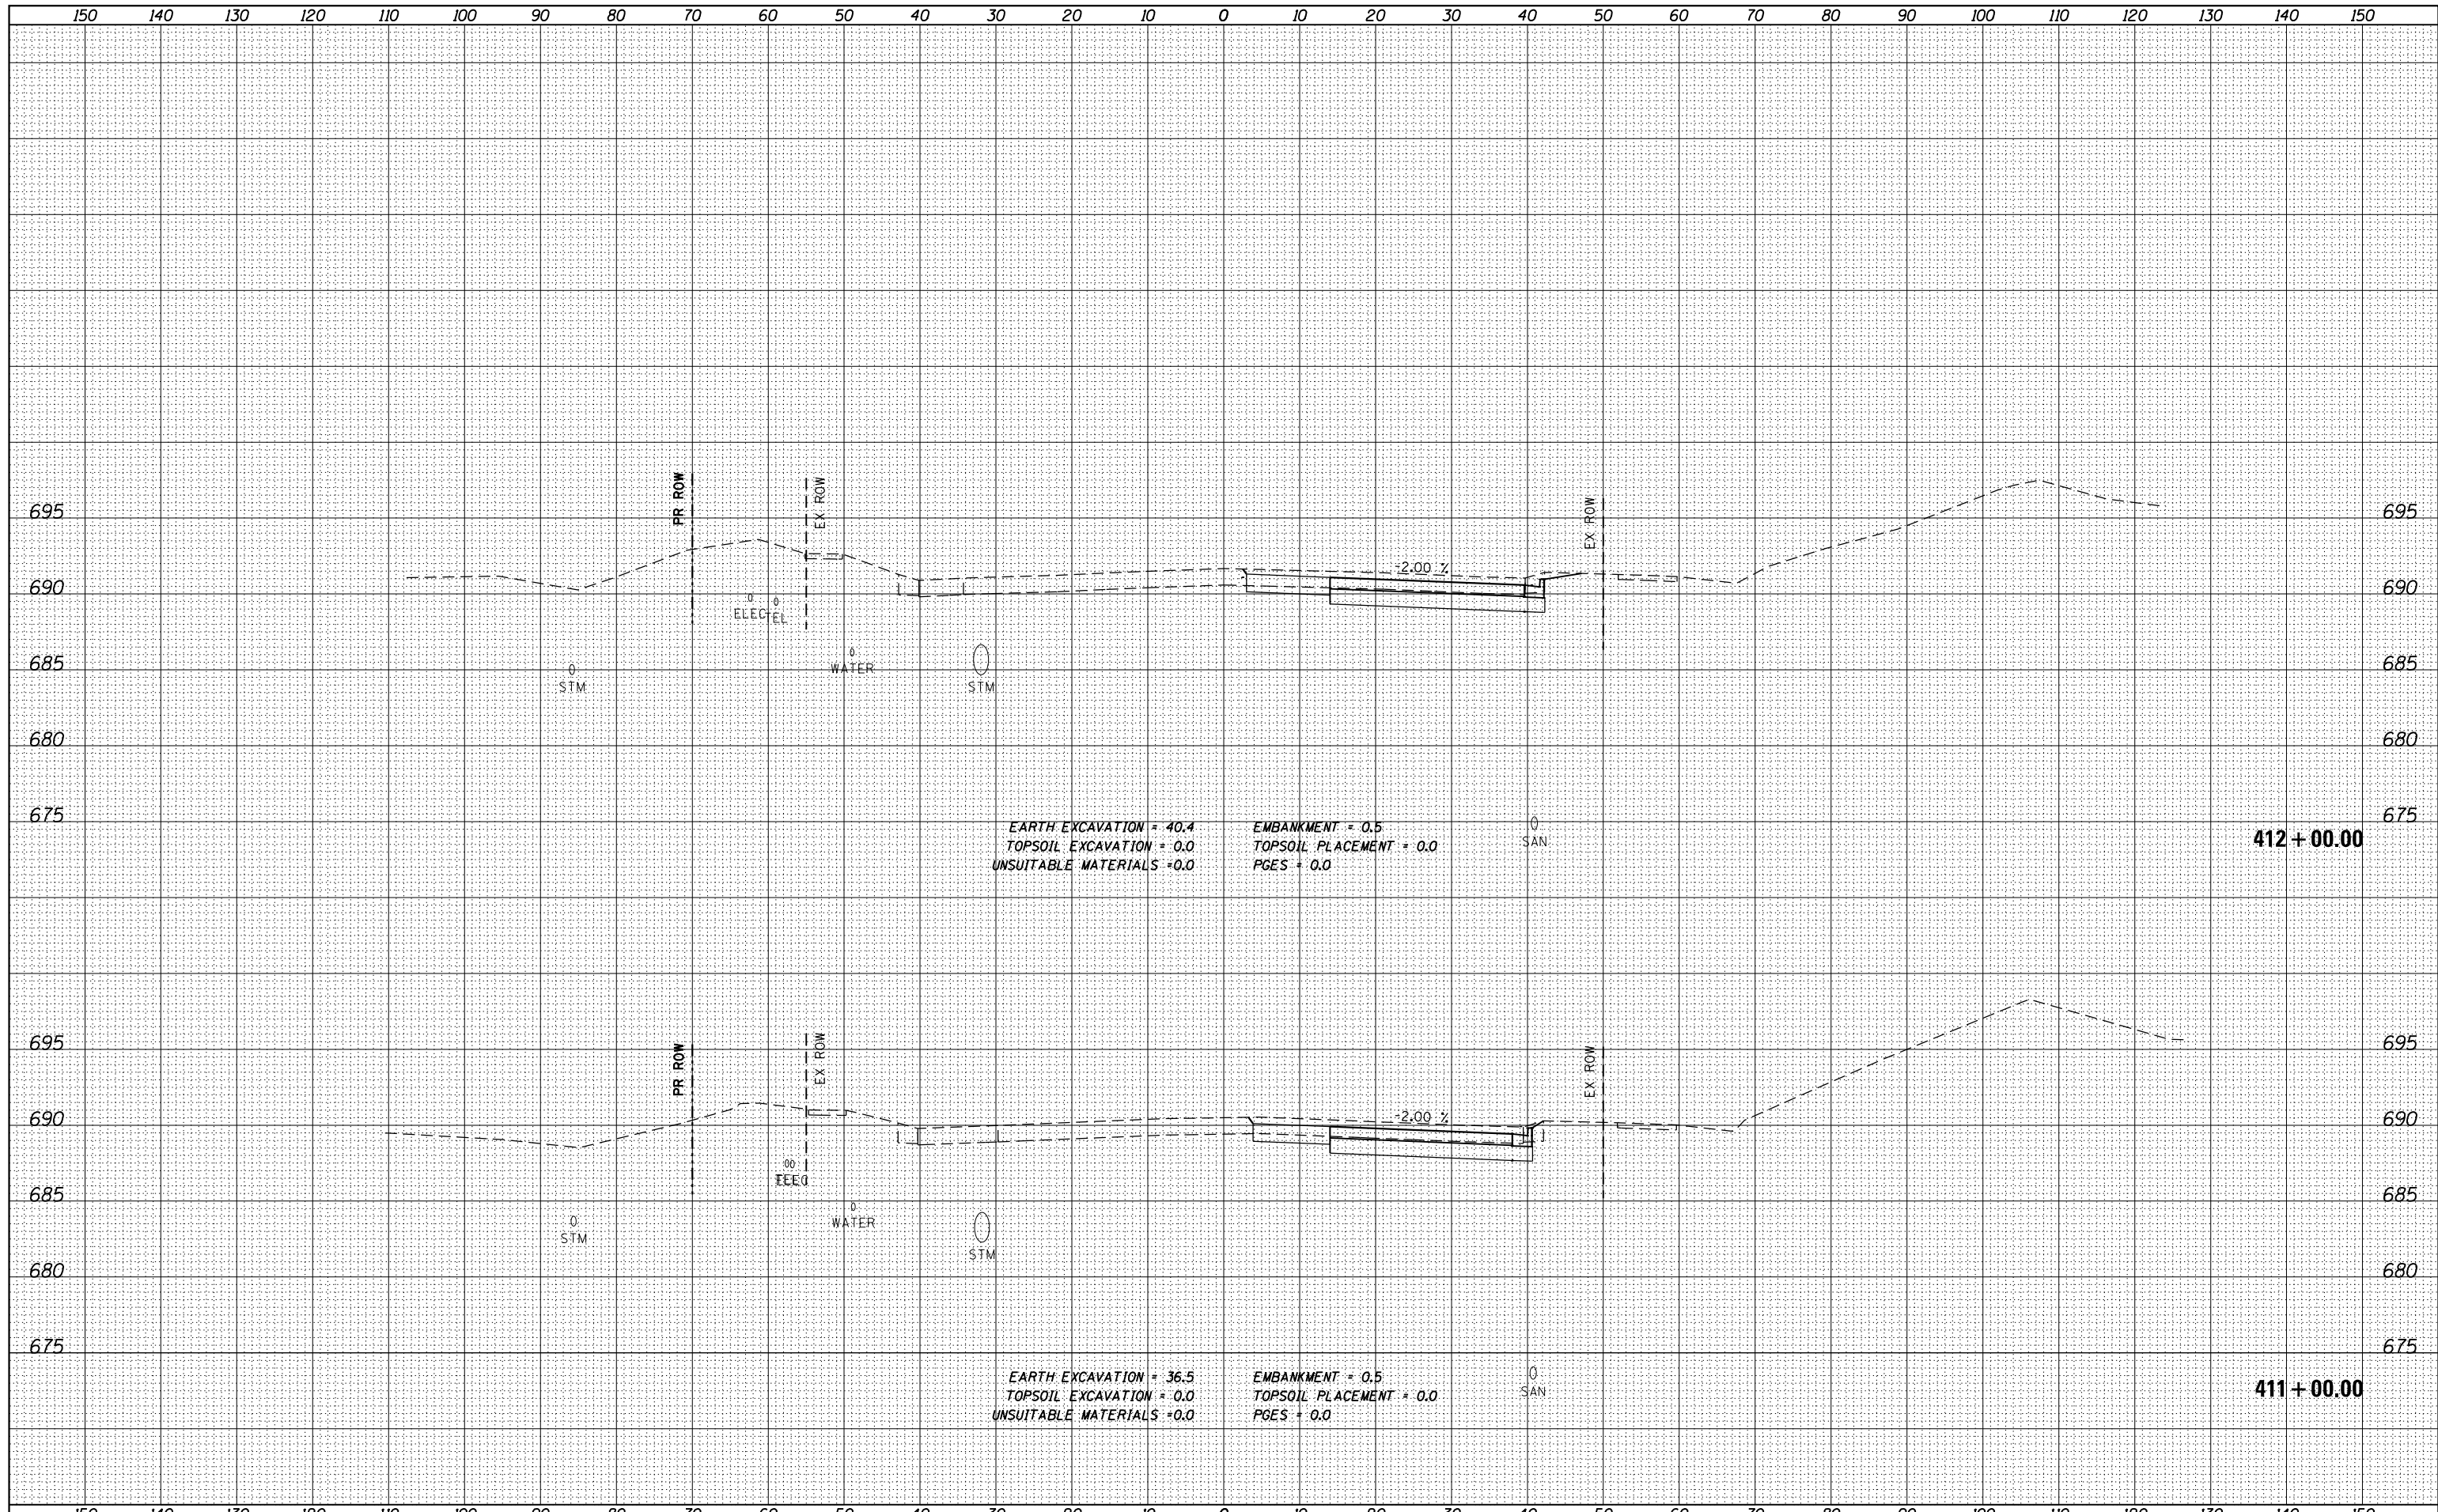 150 140 130 120 110 100 90 80 70 60 50 40 30 20 10 0 10 20 30 40 50 60 70 80 90 100 110 120 130 140 150
PR ROW EX ROW EX ROW
695 695
-2.00 %
690 690
ELEC TEL
685 WATER 685
STM STM
680 680
675 675
EARTH EXCAVATION = 40.4 EMBANKMENT = 0.5
TOPSOIL EXCAVATION = 0.0 TOPSOIL PLACEMENT = 0.0 SAN 412+00.00
UNSUITABLE MATERIALS =0.0 PGES = 0.0
PR ROW EX ROW EX ROW
695 695
-2.00 %
690 690
685 685
WATER
STM STM
680 680
675 675
EARTH EXCAVATION = 36.5 EMBANKMENT = 0.5
TOPSOIL EXCAVATION = 0.0 TOPSOIL PLACEMENT = 0.0 SAN 411+00.00
UNSUITABLE MATERIALS =0.0 PGES = 0.0